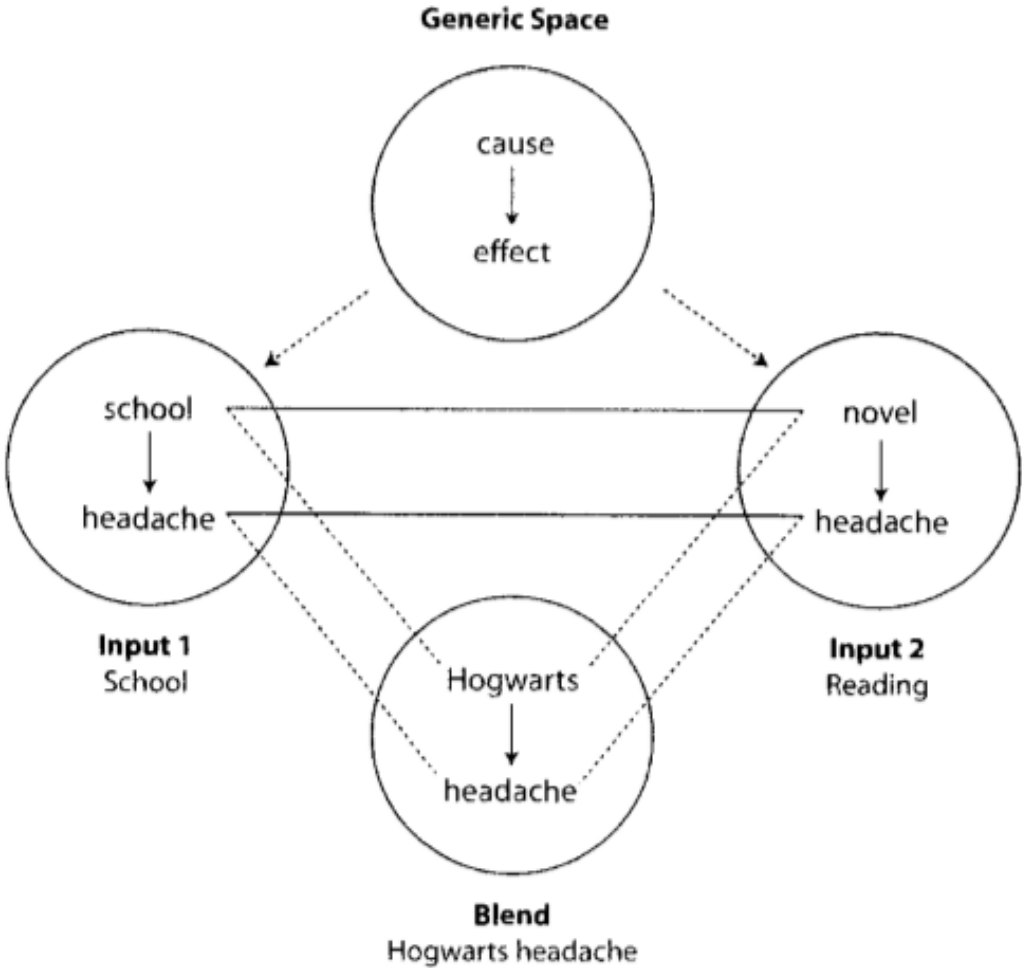 Generic Space
cause
effect
school
headache
novel
headache
Input 1
School
Input 2
Reading
Hogwarts
headache
Blend
Hogwarts headache